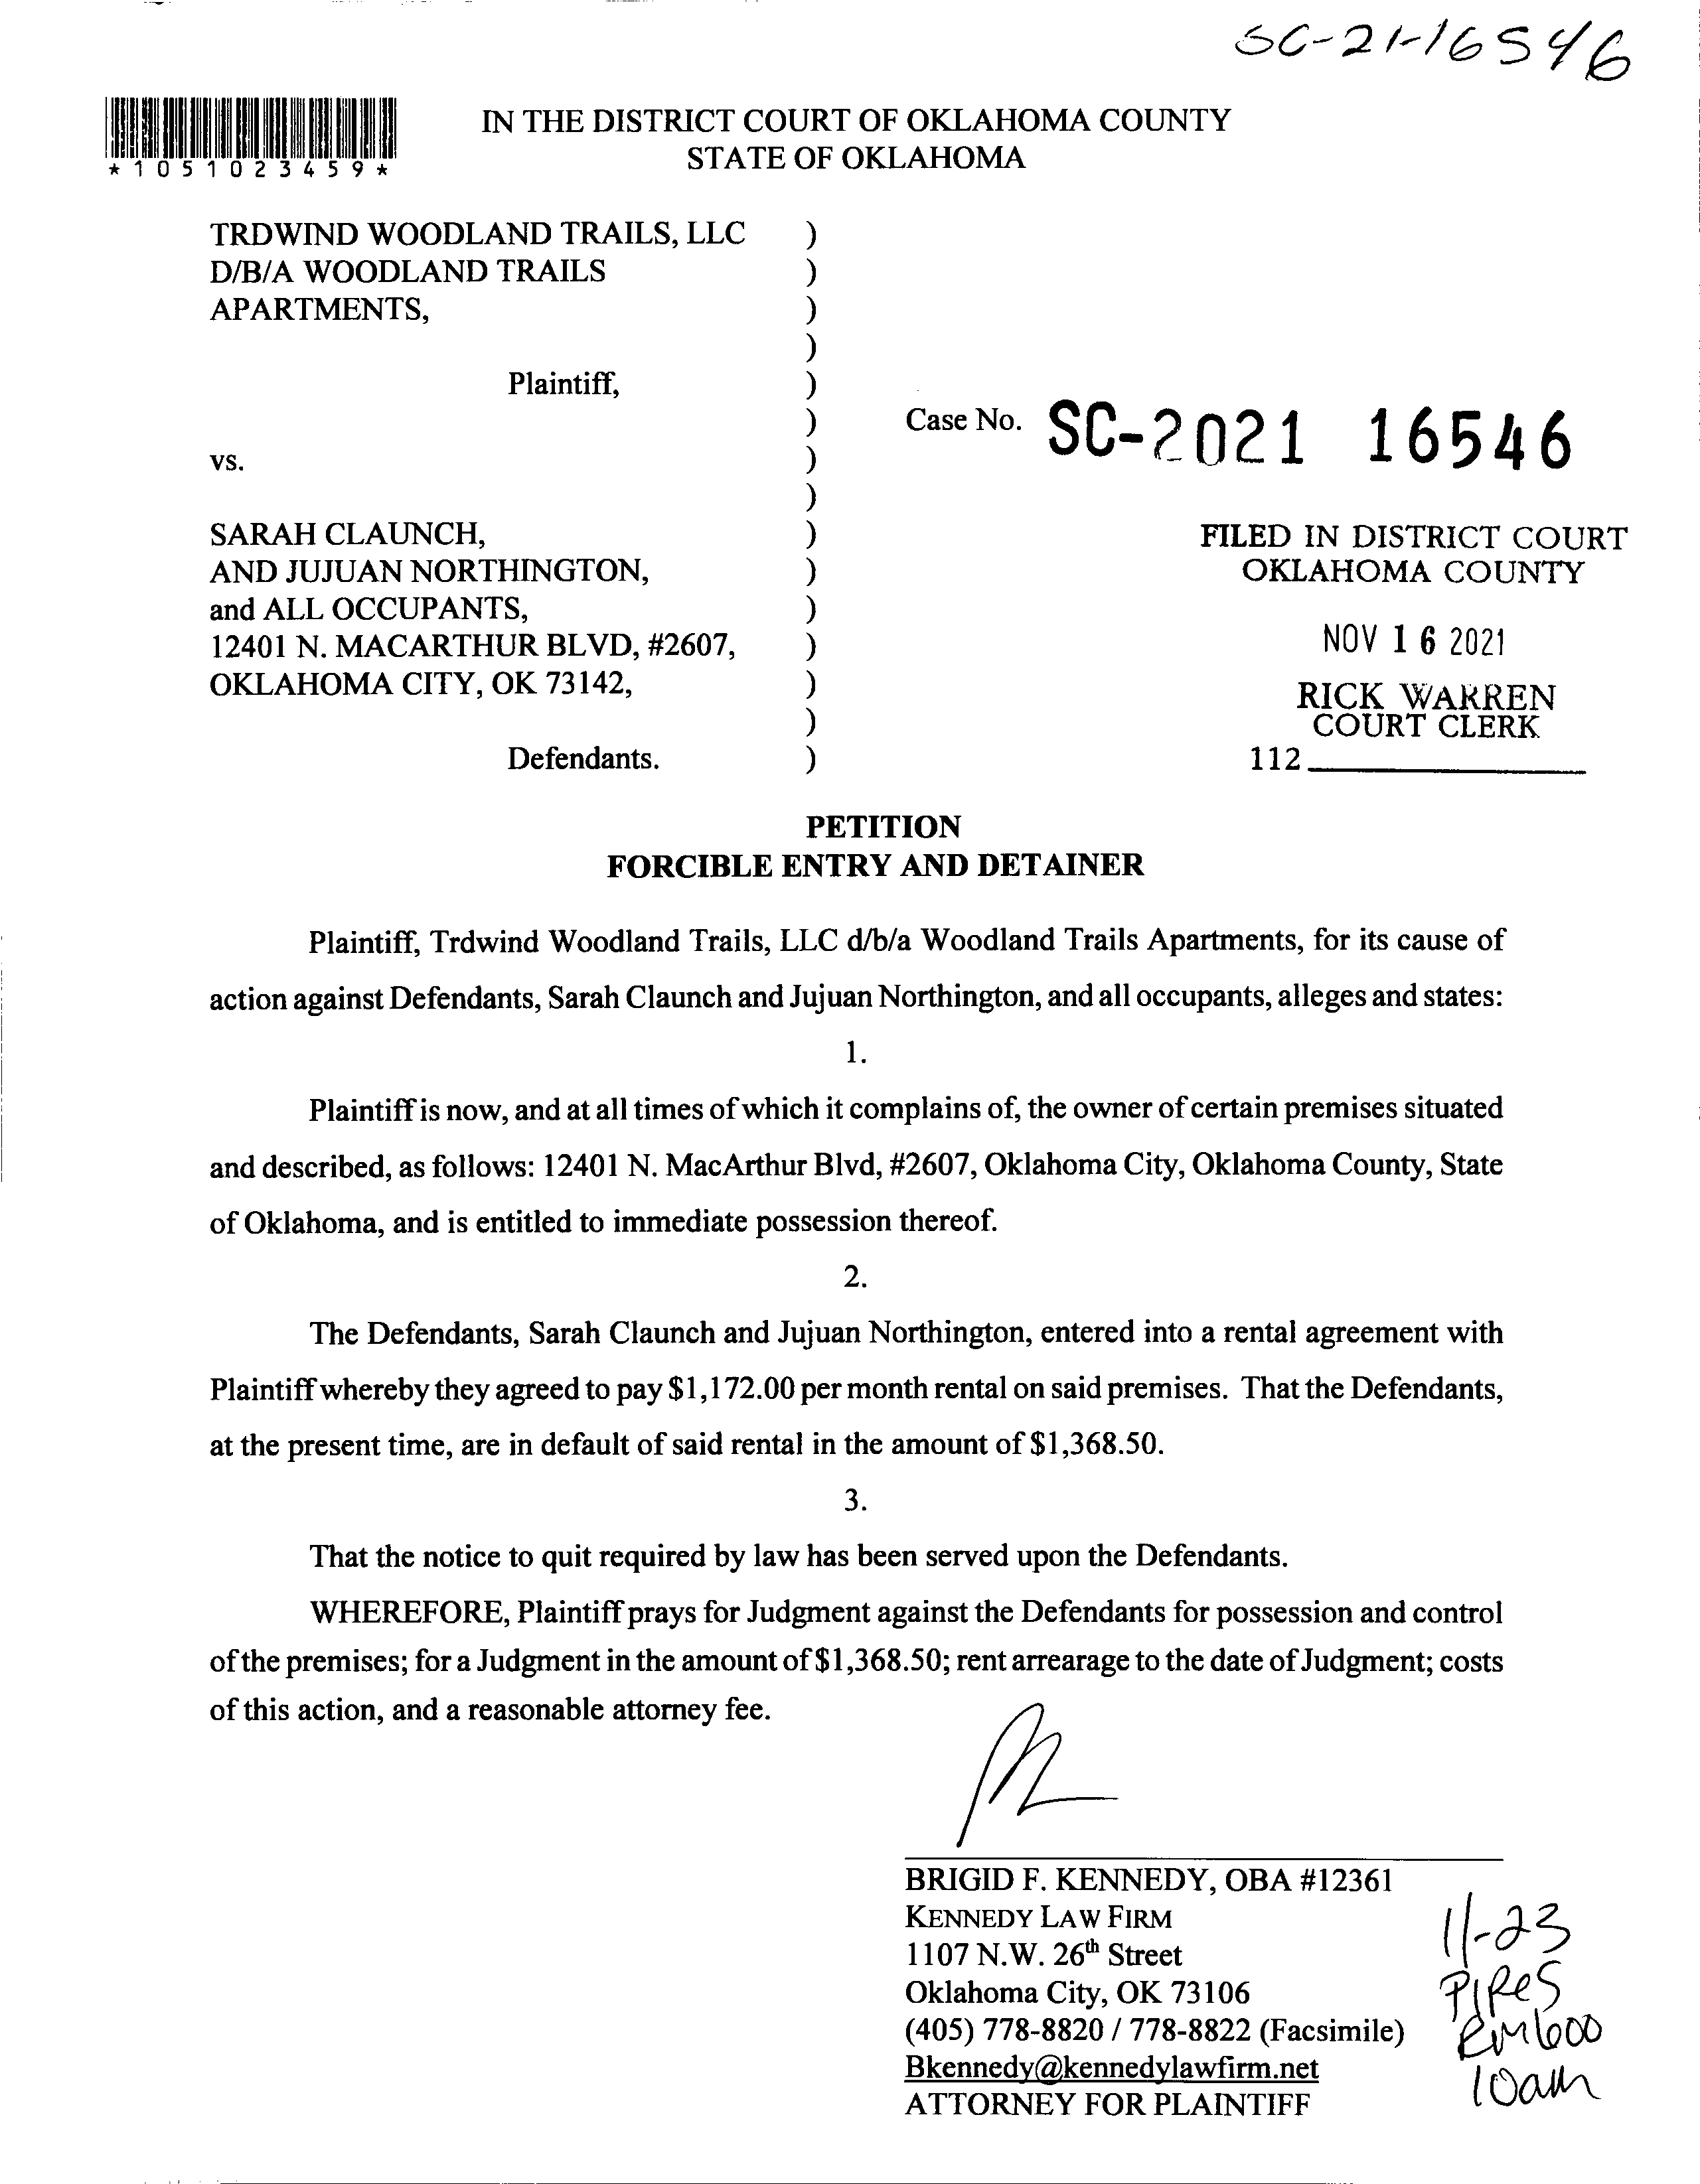 SC-21-16546
IN THE DISTRICT COURT OF OKLAHOMA COUNTY
STATE OF OKLAHOMA
*1051023459*
TRDWIND WOODLAND TRAILS, LLC )
D/B/A WOODLAND TRAILS )
APARTMENTS, )
)
Plaintiff, )
) Case No. SC-2021 16546
vs. )
)
SARAH CLAUNCH, )
AND JUJUAN NORTHINGTON, )
and ALL OCCUPANTS, )
12401 N. MACARTHUR BLVD, #2607, )
OKLAHOMA CITY, OK 73142, )
)
Defendants. )
FILED IN DISTRICT COURT
OKLAHOMA COUNTY
NOV 16 2021
RICK WARREN
COURT CLERK
112
PETITION
FORCIBLE ENTRY AND DETAINER
Plaintiff, Trdwind Woodland Trails, LLC d/b/a Woodland Trails Apartments, for its cause of
action against Defendants, Sarah Claunch and Jujuan Northington, and all occupants, alleges and states:
1.
Plaintiff is now, and at all times of which it complains of, the owner of certain premises situated
and described, as follows: 12401 N. MacArthur Blvd, #2607, Oklahoma City, Oklahoma County, State
of Oklahoma, and is entitled to immediate possession thereof.
2.
The Defendants, Sarah Claunch and Jujuan Northington, entered into a rental agreement with
Plaintiff whereby they agreed to pay $1,172.00 per month rental on said premises. That the Defendants,
at the present time, are in default of said rental in the amount of $1,368.50.
3.
That the notice to quit required by law has been served upon the Defendants.
WHEREFORE, Plaintiff prays for Judgment against the Defendants for possession and control
of the premises; for a Judgment in the amount of $1,368.50; rent arrearage to the date of Judgment; costs
of this action, and a reasonable attorney fee.
BRIGID F. KENNEDY, OBA #12361
KENNEDY LAW FIRM
1107 N.W. 26th Street
Oklahoma City, OK 73106
(405) 778-8820 / 778-8822 (Facsimile)
Bkennedy@kennedylawfirm.net
ATTORNEY FOR PLAINTIFF
11-23
PIPES
Rm600
10am